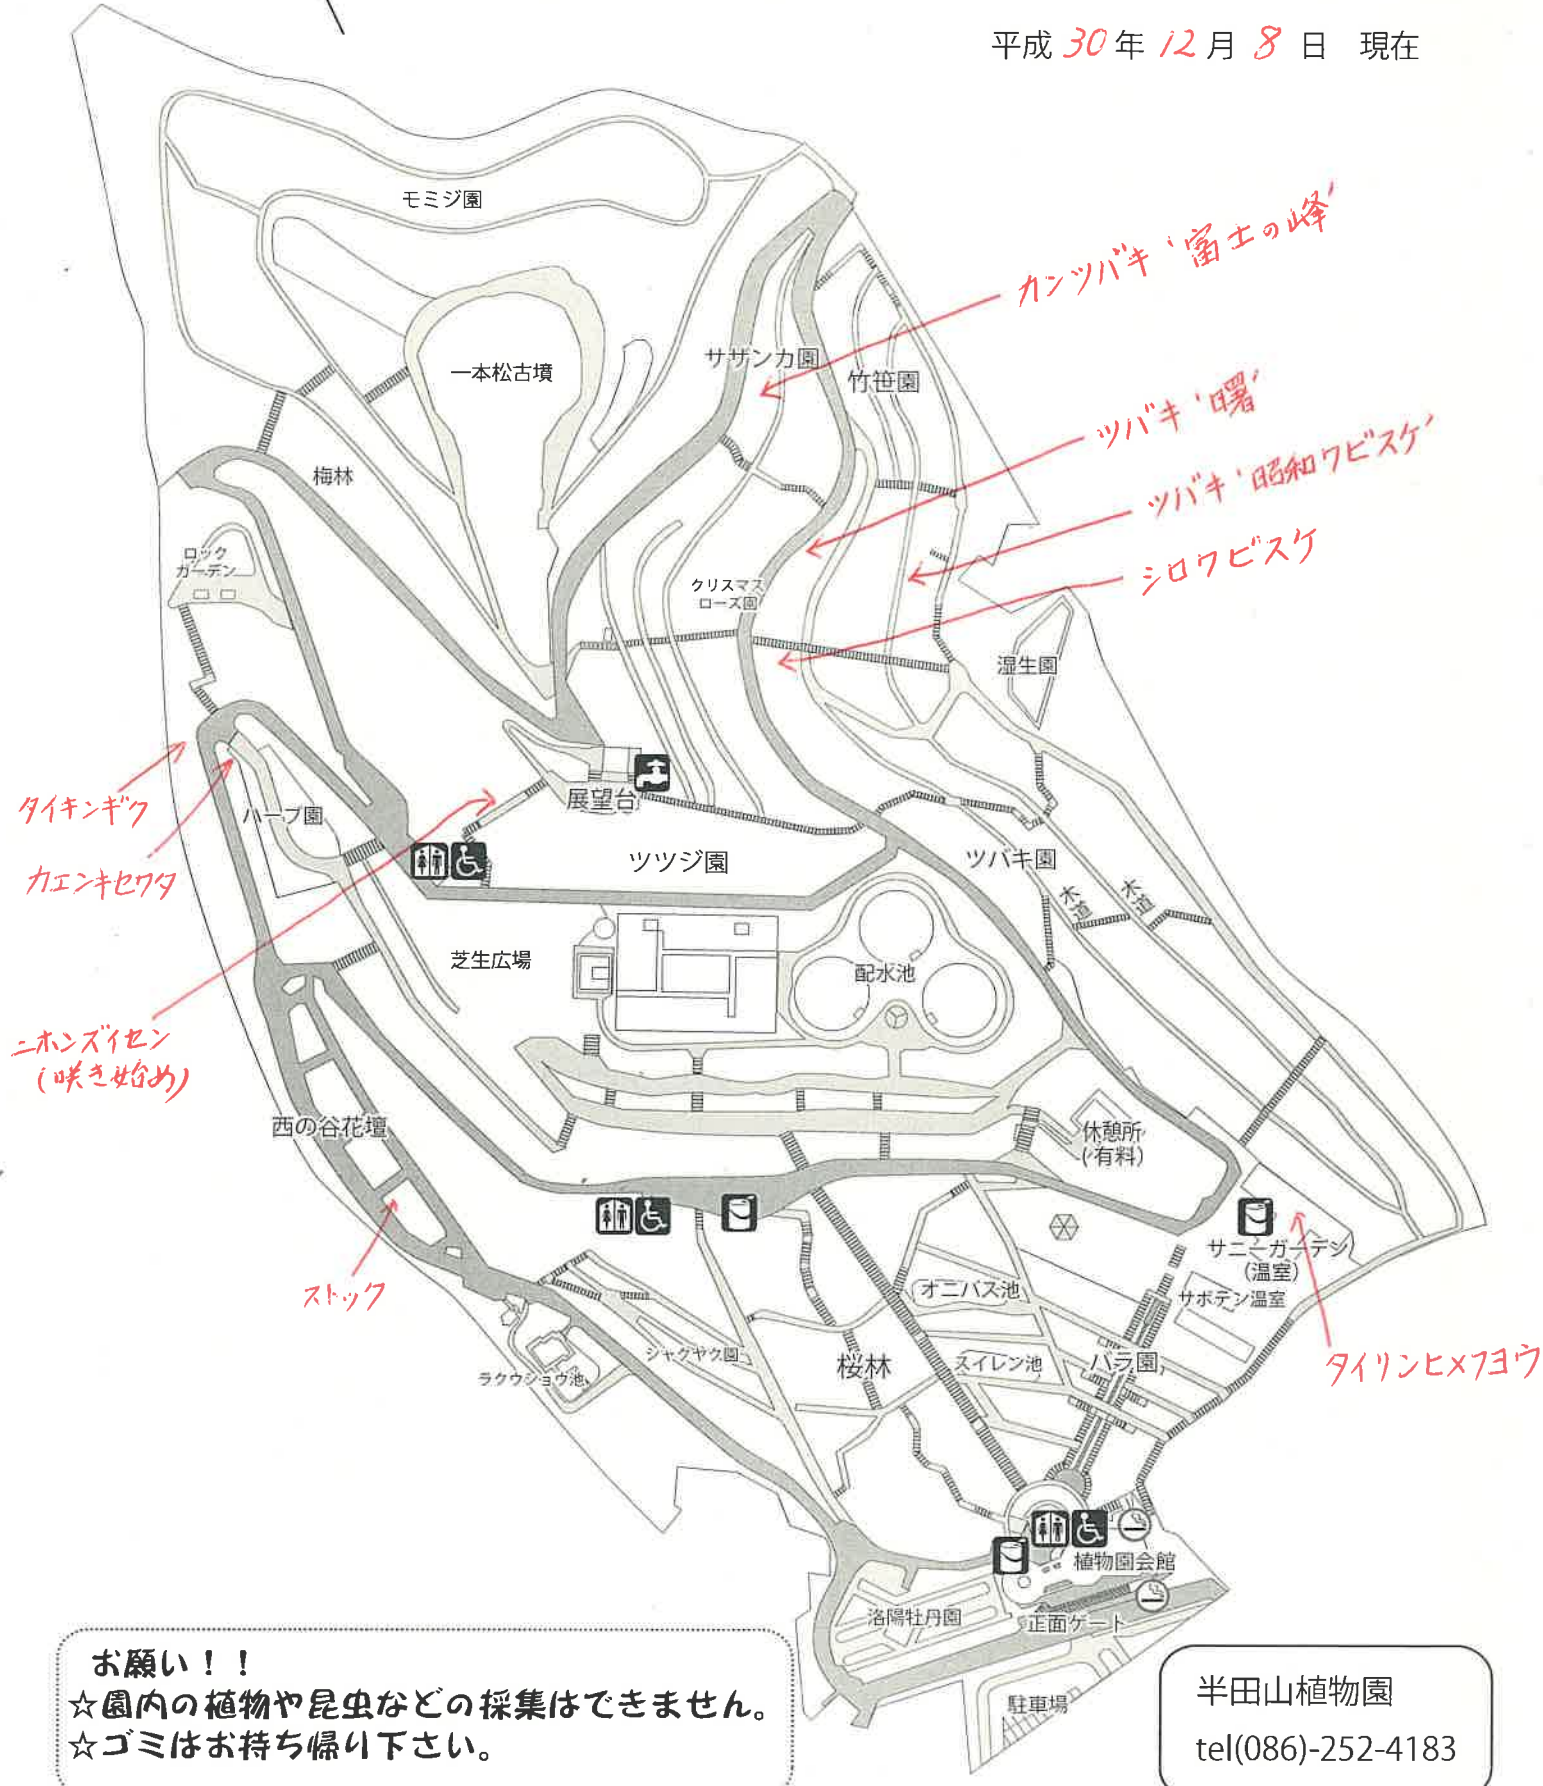 平成 30 年 12 月 8 日 現在
モミジ園
カンツバキ '富士の峰'
一本松古墳
サザンカ園
竹笹園
ツバキ '曙'
ツバキ '昭和ワビスケ'
シロワビスケ
梅林
ロック
ガーデン
クリスマス
ローズ園
湿生園
タイキンギク
ハーブ園
展望台
カエンキセワタ
ツツジ園
ツバキ園
木道
木道
芝生広場
配水池
ニホンズイセン
(咲き始め)
西の谷花壇
休憩所
(有料)
ストック
サニーガーデン
(温室)
オニバス池
サボテン温室
シャクヤク園
桜林
スイレン池
バラ園
タイリンヒメフヨウ
ラクウショウ池
植物園会館
洛陽牡丹園
正面ゲート
駐車場
お願い！！
☆園内の植物や昆虫などの採集はできません。
☆ゴミはお持ち帰り下さい。
半田山植物園
tel(086)-252-4183